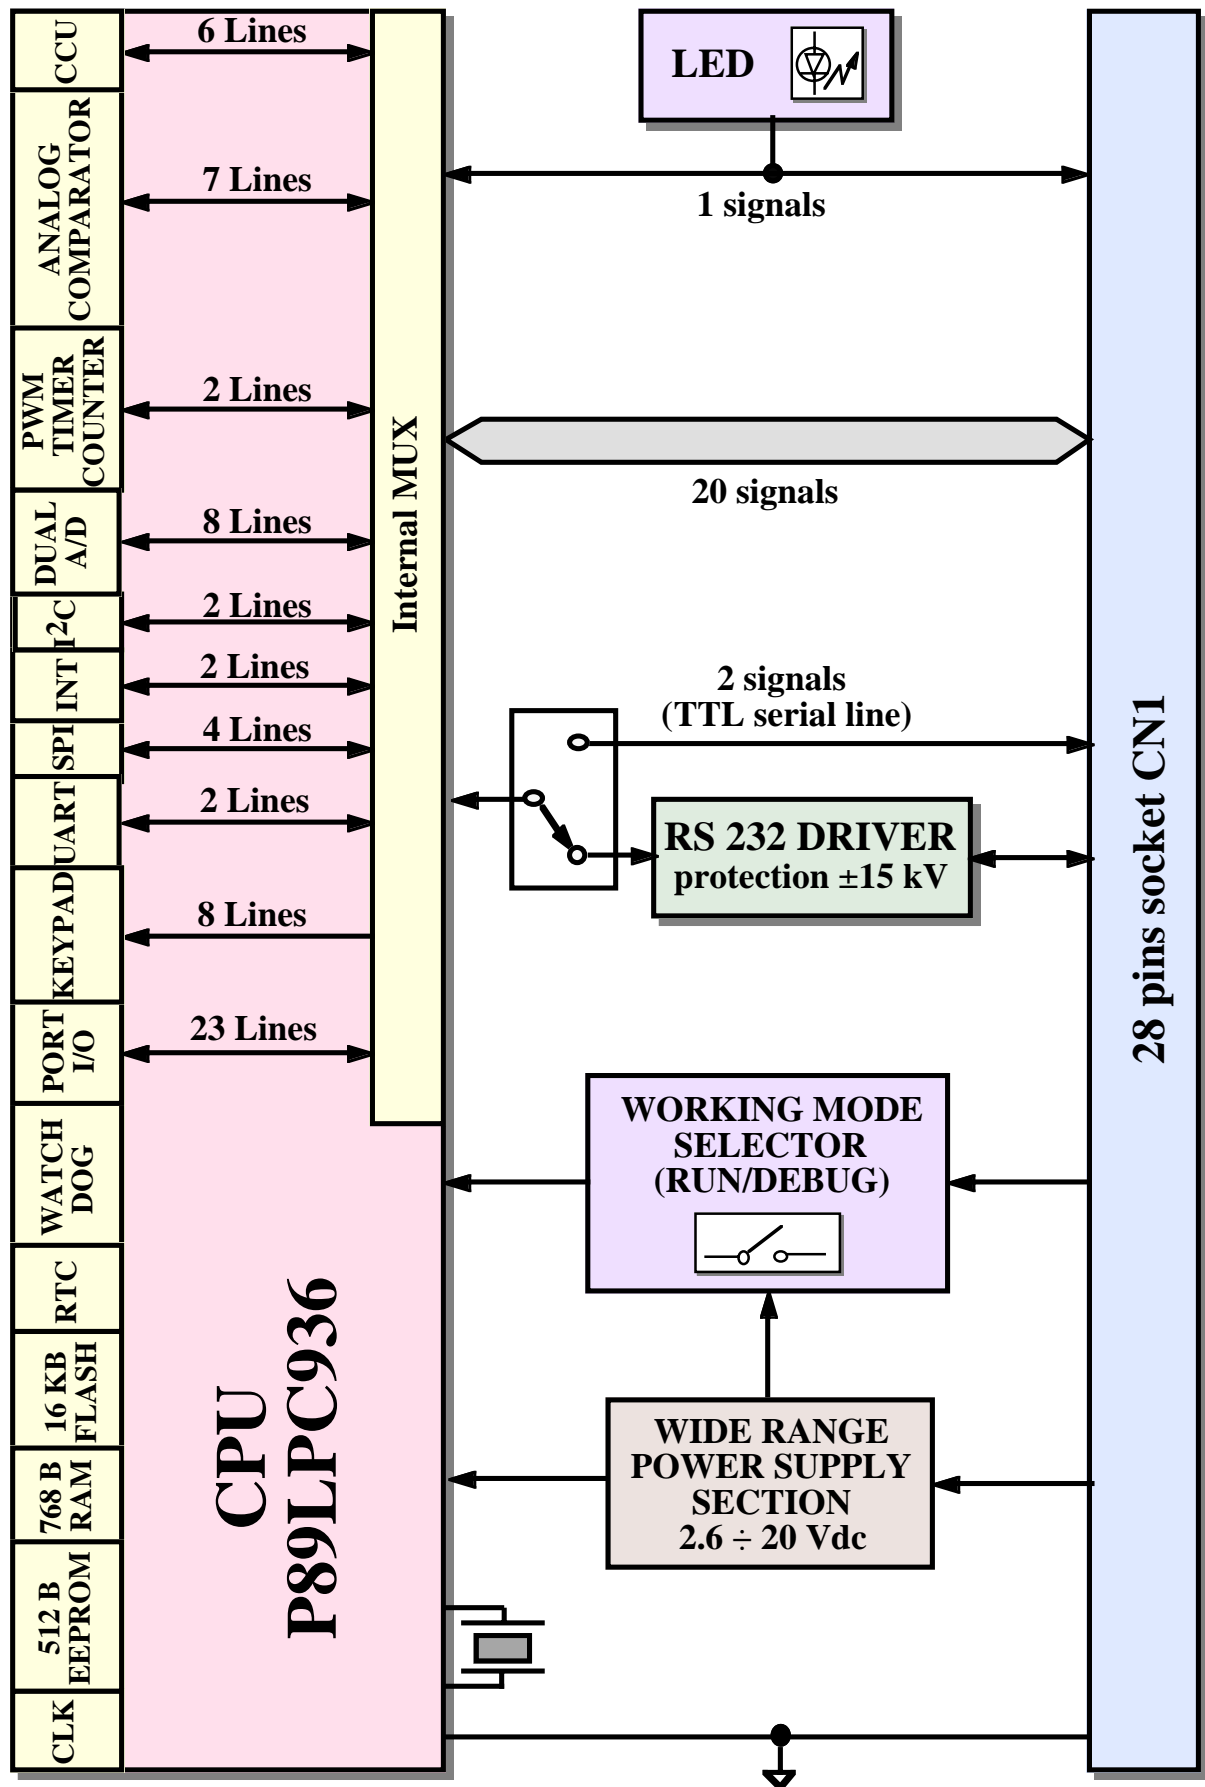 CCU
6 Lines
ANALOG
COMPARATOR
7 Lines
PWM
TIMER
COUNTER
2 Lines
DUAL
A/D
8 Lines
I²C
2 Lines
INT
2 Lines
SPI
4 Lines
UART
2 Lines
KEYPAD
8 Lines
PORT
I/O
23 Lines
WATCH
DOG
RTC
16 KB
FLASH
768 B
RAM
512 B
EEPROM
CLK
CPU
P89LPC936
Internal MUX
LED
1 signals
20 signals
2 signals
(TTL serial line)
RS 232 DRIVER
protection ±15 kV
WORKING MODE
SELECTOR
(RUN/DEBUG)
WIDE RANGE
POWER SUPPLY
SECTION
2.6 ÷ 20 Vdc
28 pins socket CN1